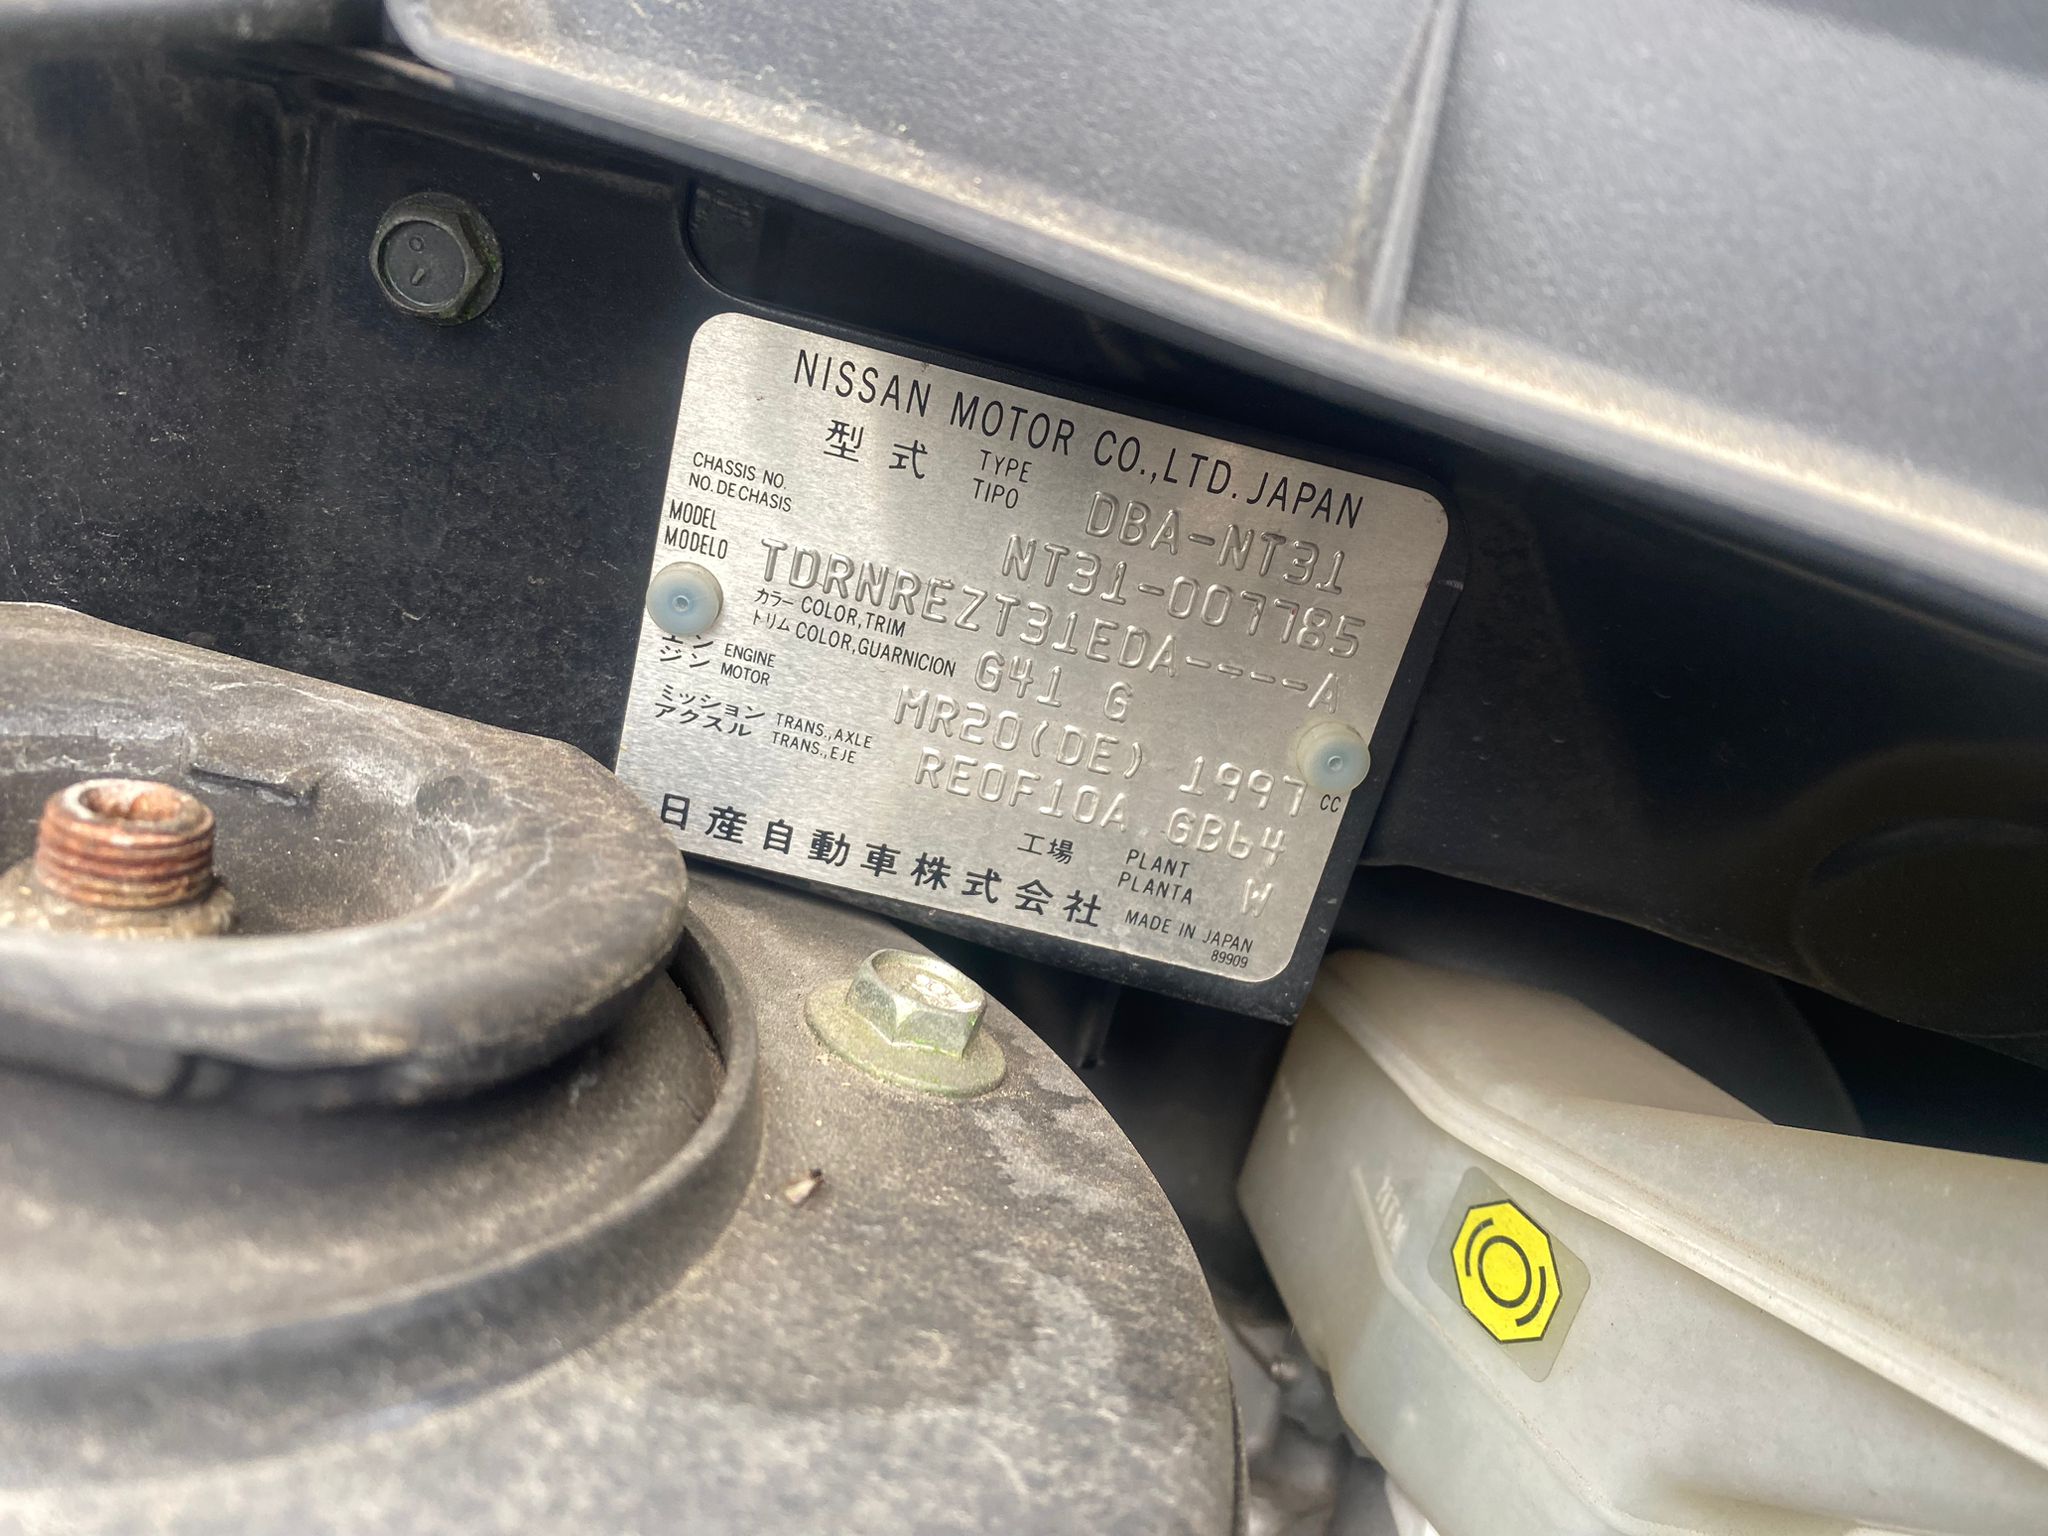 NISSAN MOTOR CO.,LTD. JAPAN
型式 TYPE TIPO DBA-NT31
CHASSIS NO. NO. DE CHASIS NT31-007785
MODEL MODELO TDRNREZT31EDA----A
カラー COLOR,TRIM
トリム COLOR,GUARNICION G41 G
エンジン ENGINE MOTOR MR20(DE) 1997 CC
ミッション TRANS.,AXLE
アクスル TRANS.,EJE RE0F10A GB64
工場 PLANT PLANTA W
日産自動車株式会社 MADE IN JAPAN
89909